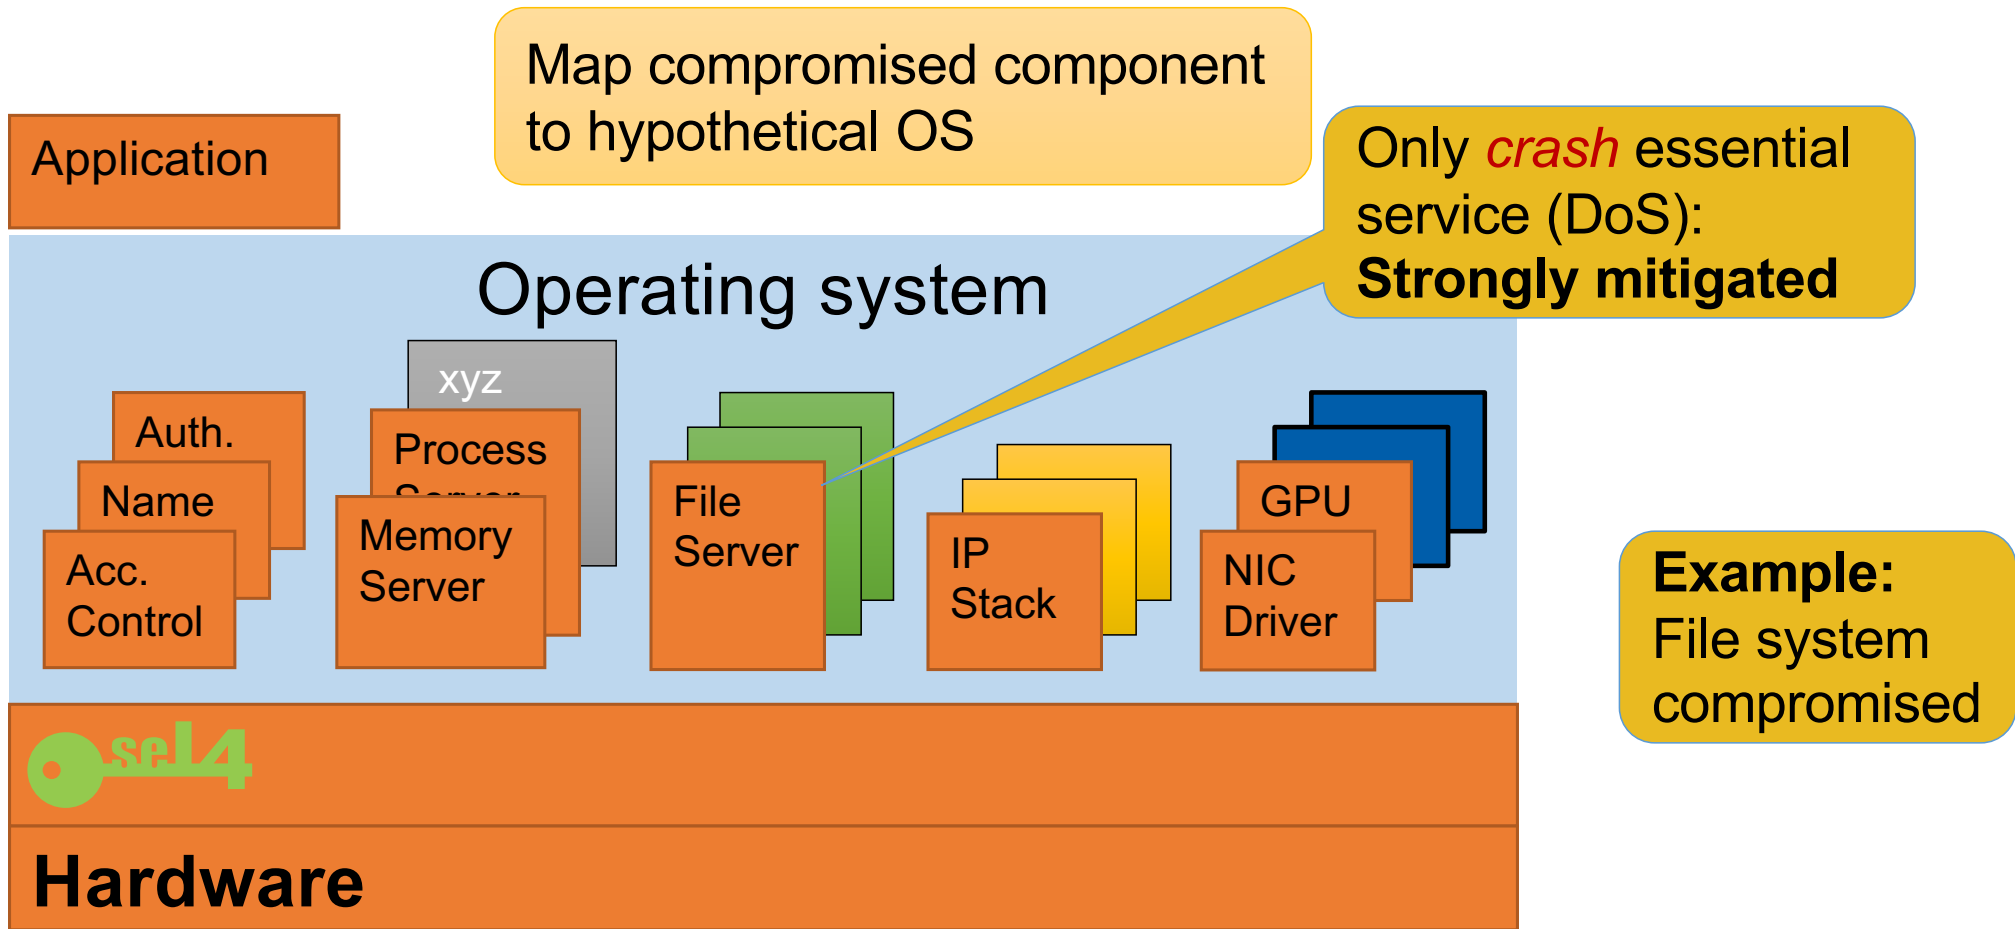 Map compromised component
to hypothetical OS
Application
Only crash essential
service (DoS):
Strongly mitigated
Operating system
xyz
Auth.
Name
Acc.
Control
Process
Server
Memory
Server
File
Server
IP
Stack
GPU
NIC
Driver
Example:
File system
compromised
seL4
Hardware